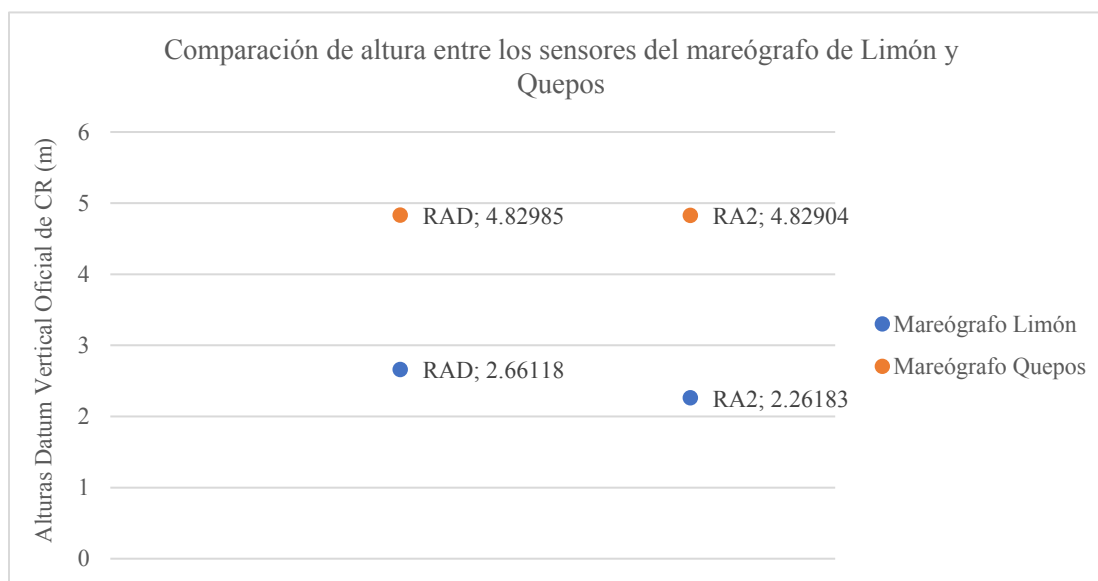 Comparación de altura entre los sensores del mareógrafo de Limón y
Quepos
Alturas Datum Vertical Oficial de CR (m)
6
5
4
3
2
1
0
RAD; 4.82985
RA2; 4.82904
RAD; 2.66118
RA2; 2.26183
Mareógrafo Limón
Mareógrafo Quepos